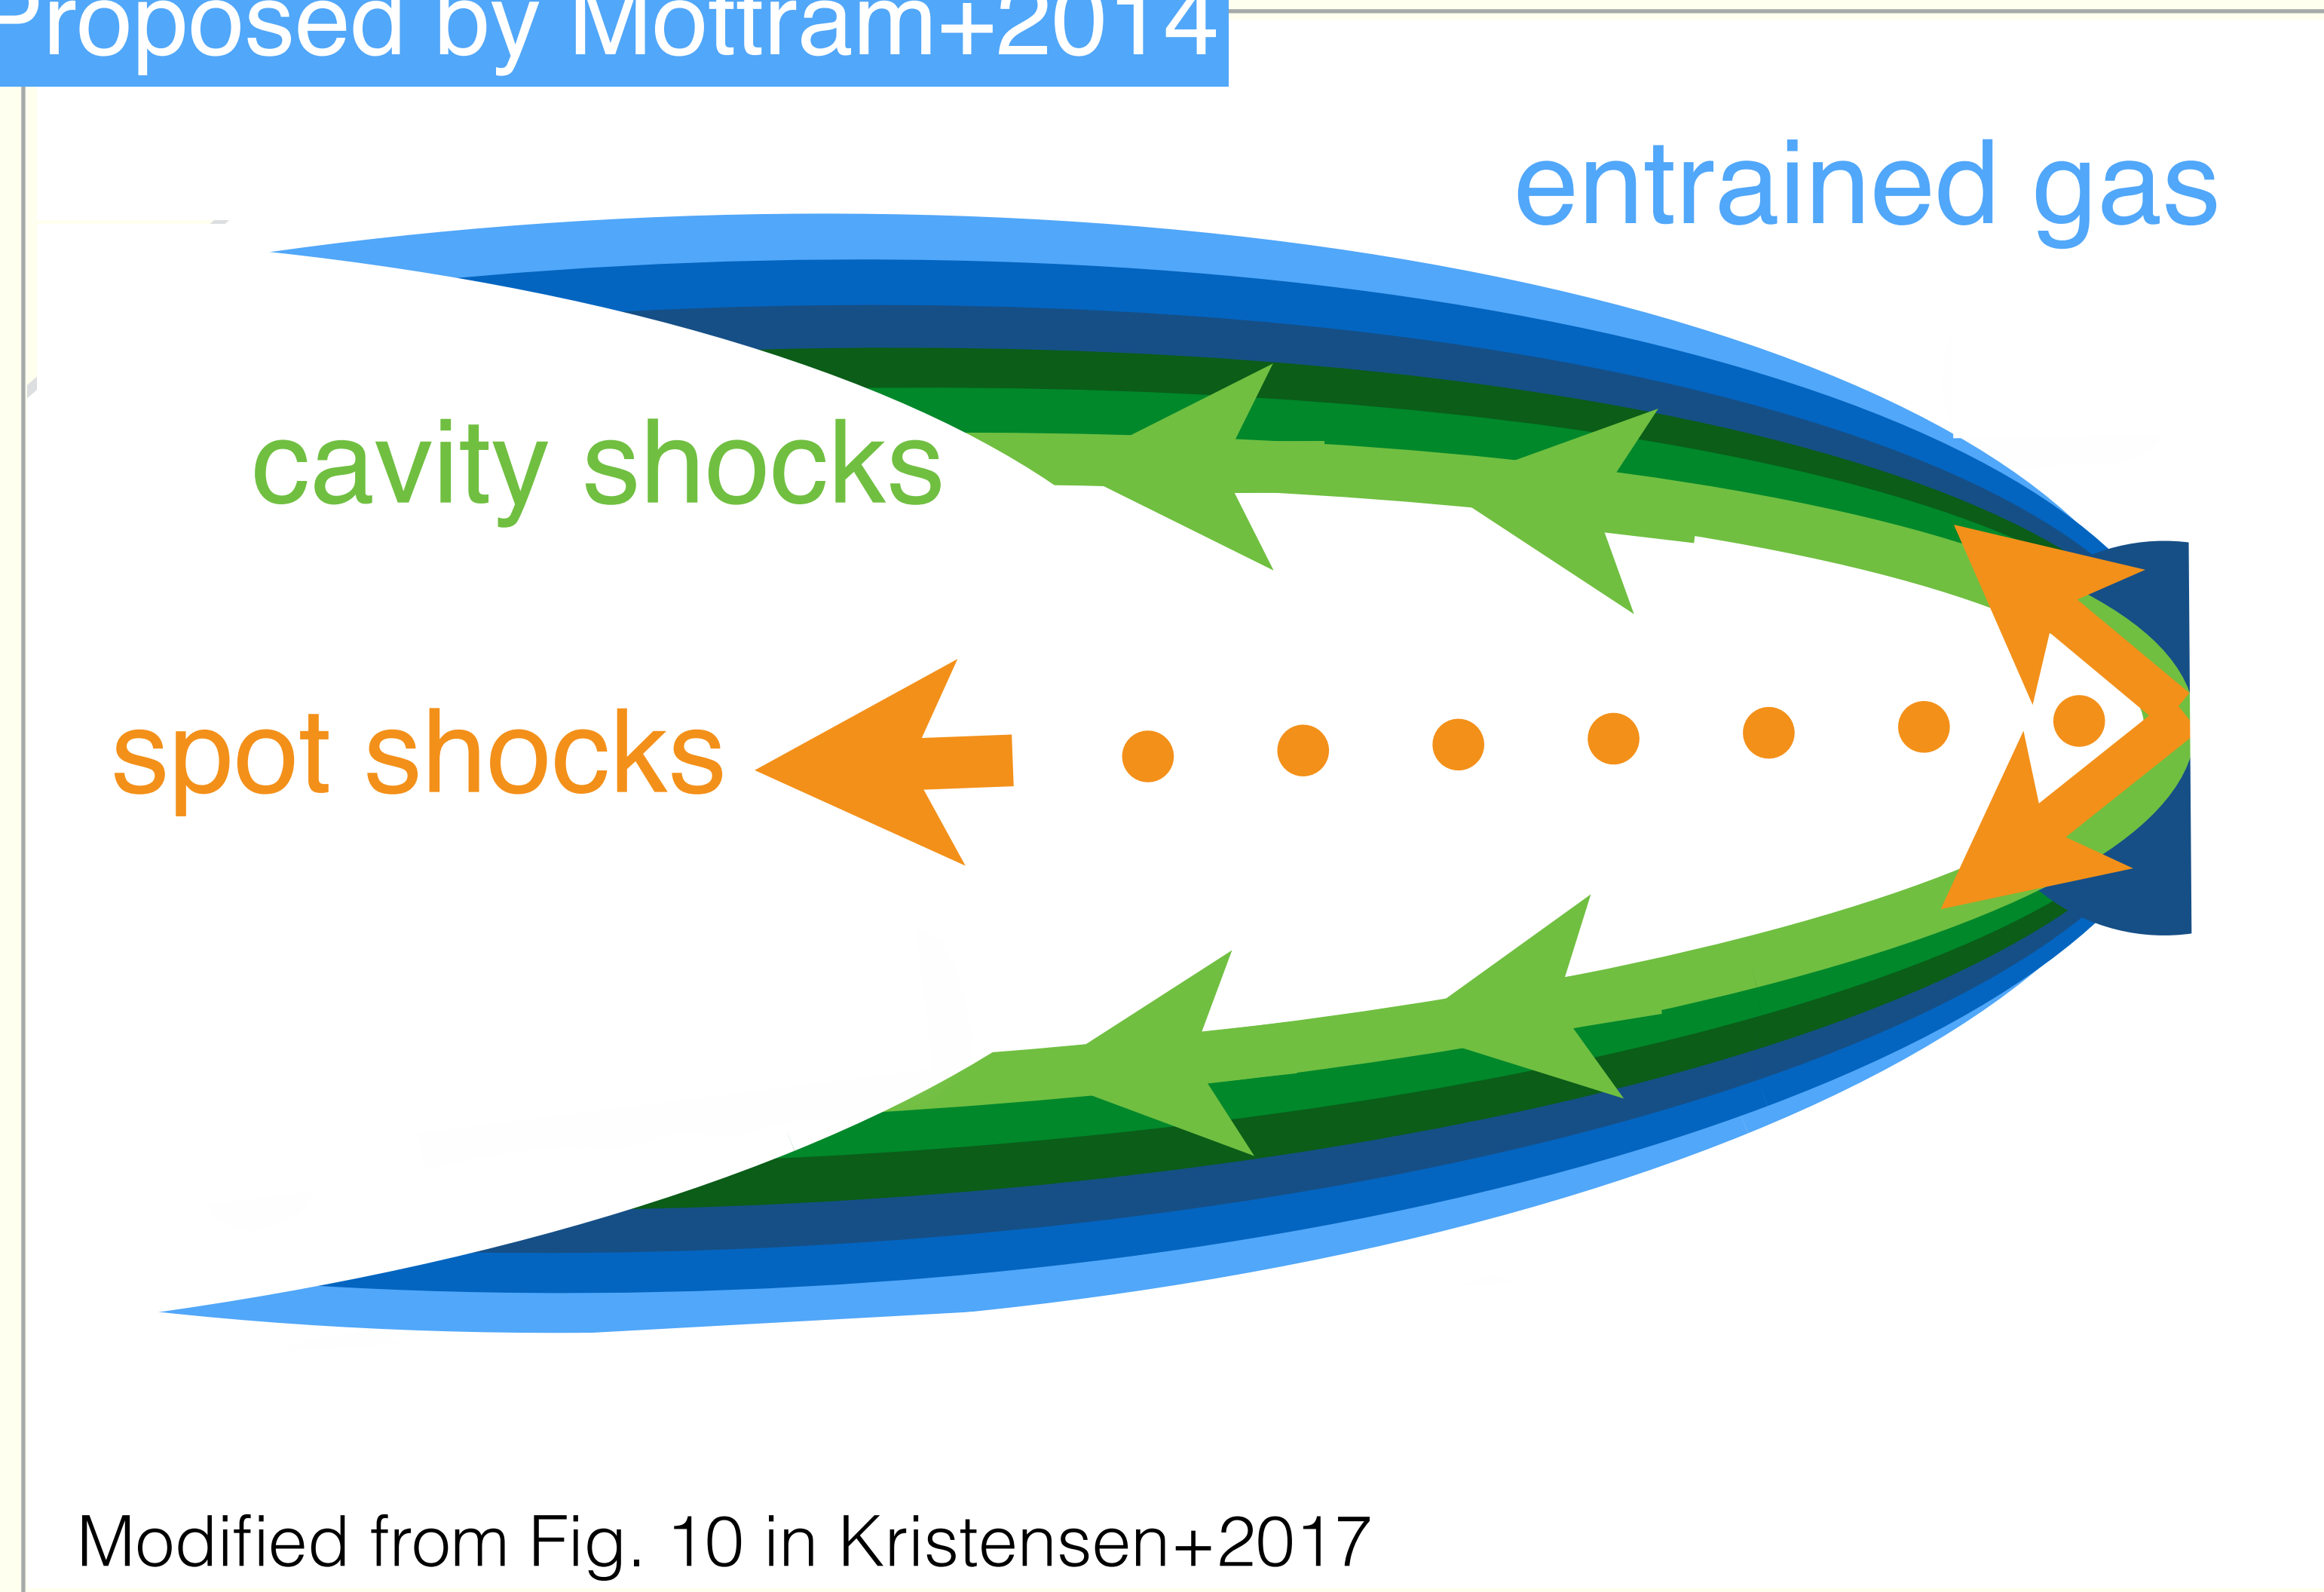 Proposed by Mottram+2014
entrained gas
cavity shocks
spot shocks
Modified from Fig. 10 in Kristensen+2017